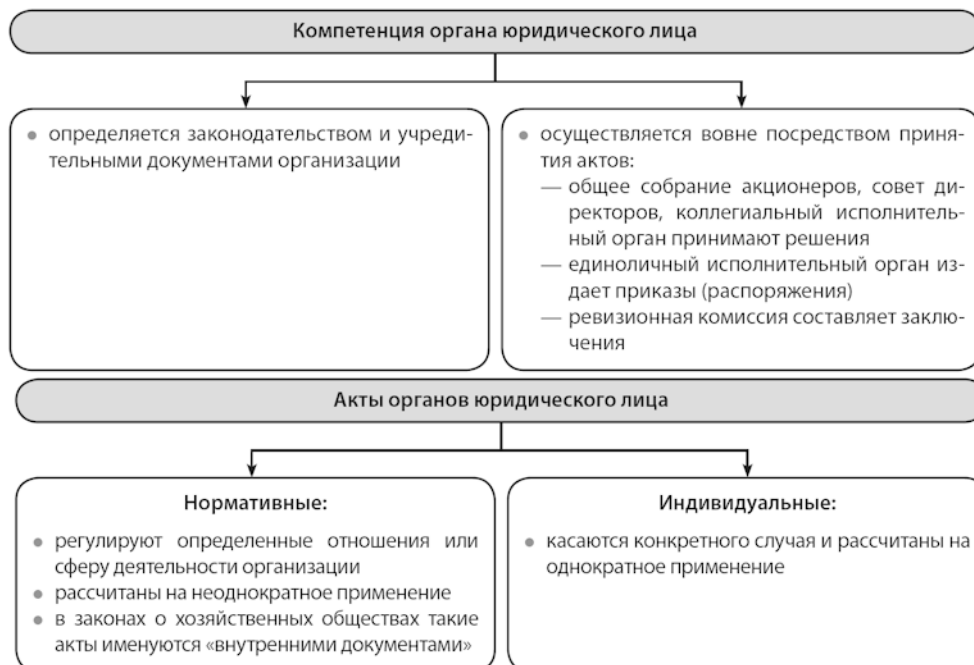 Компетенция органа юридического лица
• определяется законодательством и учреди-
тельными документами организации
• осуществляется вовне посредством приня-
тия актов:
— общее собрание акционеров, совет ди-
ректоров, коллегиальный исполнитель-
ный орган принимают решения
— единоличный исполнительный орган из-
дает приказы (распоряжения)
— ревизионная комиссия составляет заклю-
чения
Акты органов юридического лица
Нормативные:
• регулируют определенные отношения или
сферу деятельности организации
• рассчитаны на неоднократное применение
• в законах о хозяйственных обществах такие
акты именуются «внутренними документами»
Индивидуальные:
• касаются конкретного случая и рассчитаны на
однократное применение